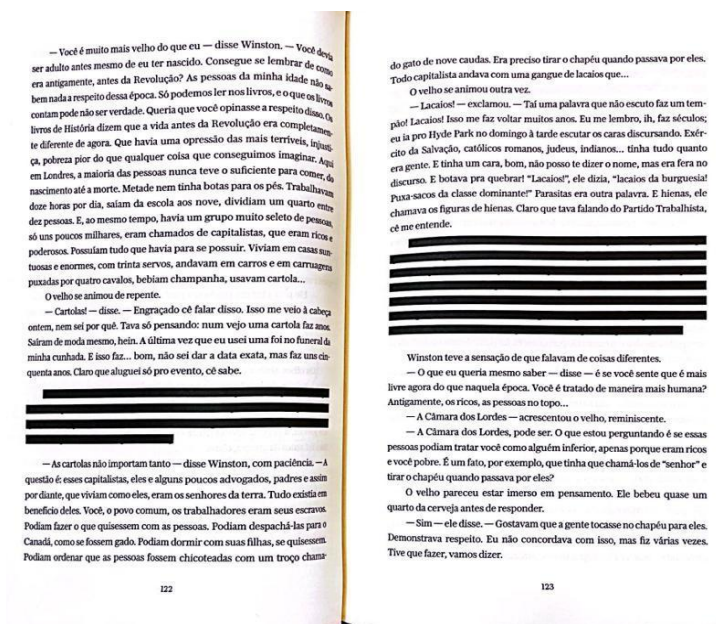 — Você é muito mais velho do que eu — disse Winston. — Você devia
ser adulto antes mesmo de eu ter nascido. Consegue se lembrar de como
era antigamente, antes da Revolução? As pessoas da minha idade não sa-
bem nada a respeito dessa época. Só podemos ler nos livros, e o que os livros
contam pode não ser verdade. Queria que você opinasse a respeito disso. Os
livros de História dizem que a vida antes da Revolução era completamen-
te diferente de agora. Que havia uma opressão das mais terríveis, injusti-
ça, pobreza pior do que qualquer coisa que conseguimos imaginar. Aqui
em Londres, a maioria das pessoas nunca teve o suficiente para comer, do
nascimento até a morte. Metade nem tinha botas para os pés. Trabalhavam
doze horas por dia, saíam da escola aos nove, dividiam um quarto entre
dez pessoas. E, ao mesmo tempo, havia um grupo muito seleto de pessoas,
só uns poucos milhares, eram chamados de capitalistas, que eram ricos e
poderosos. Possuíam tudo que havia para se possuir. Viviam em casas sun-
tuosas e enormes, com trinta servos, andavam em carros e em carruagens
puxadas por quatro cavalos, bebiam champanha, usavam cartola...
O velho se animou de repente.
— Cartolas! — disse. — Engraçado cê falar disso. Isso me veio à cabeça
ontem, nem sei por quê. Tava só pensando: num vejo uma cartola faz anos.
Saíram de moda mesmo, hein. A última vez que eu usei uma foi no funeral da
minha cunhada. E isso faz... bom, não sei dar a data exata, mas faz uns cin-
quenta anos. Claro que aluguei só pro evento, cê sabe.
— As cartolas não importam tanto — disse Winston, com paciência. — A
questão é: esses capitalistas, eles e alguns poucos advogados, padres e assim
por diante, que viviam como eles, eram os senhores da terra. Tudo existia em
benefício deles. Você, o povo comum, os trabalhadores eram seus escravos.
Podiam fazer o que quisessem com as pessoas. Podiam despachá-las para o
Canadá, como se fossem gado. Podiam dormir com suas filhas, se quisessem.
Podiam ordenar que as pessoas fossem chicoteadas com um troço chama-
122
do gato de nove caudas. Era preciso tirar o chapéu quando passava por eles.
Todo capitalista andava com uma gangue de lacaios que...
O velho se animou outra vez.
— Lacaios! — exclamou. — Taí uma palavra que não escuto faz um tem-
pão! Lacaios! Isso me faz voltar muitos anos. Eu me lembro, ih, faz séculos;
eu ia pro Hyde Park no domingo à tarde escutar os caras discursando. Exér-
cito da Salvação, católicos romanos, judeus, indianos... tinha tudo quanto
era gente. E tinha um cara, bom, não posso te dizer o nome, mas era fera no
discurso. E botava pra quebrar! “Lacaios!”, ele dizia, “lacaios da burguesia!
Puxa-sacos da classe dominante!” Parasitas era outra palavra. E hienas, ele
chamava os figuras de hienas. Claro que tava falando do Partido Trabalhista,
cê me entende.
Winston teve a sensação de que falavam de coisas diferentes.
— O que eu queria mesmo saber — disse — é se você sente que é mais
livre agora do que naquela época. Você é tratado de maneira mais humana?
Antigamente, os ricos, as pessoas no topo...
— A Câmara dos Lordes — acrescentou o velho, reminiscente.
— A Câmara dos Lordes, pode ser. O que estou perguntando é se essas
pessoas podiam tratar você como alguém inferior, apenas porque eram ricos
e você pobre. É um fato, por exemplo, que tinha que chamá-los de “senhor” e
tirar o chapéu quando passava por eles?
O velho pareceu estar imerso em pensamento. Ele bebeu quase um
quarto da cerveja antes de responder.
— Sim — ele disse. — Gostavam que a gente tocasse no chapéu para eles.
Demonstrava respeito. Eu não concordava com isso, mas fiz várias vezes.
Tive que fazer, vamos dizer.
123